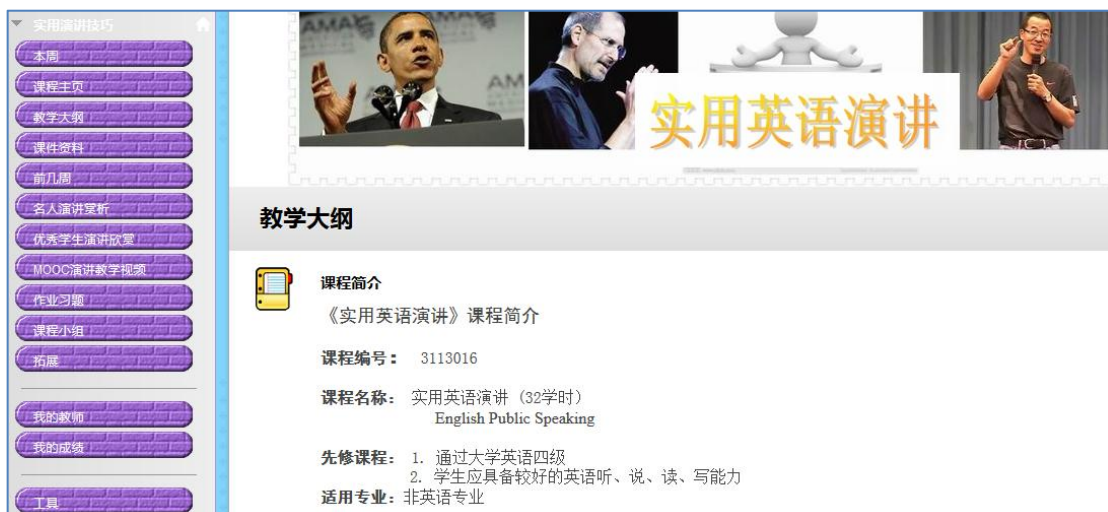 实用演讲技巧
本周
课程主页
教学大纲
课件资料
前几周
名人演讲赏析
优秀学生演讲欣赏
MOOC演讲教学视频
作业习题
课程小组
拓展
我的教师
我的成绩
工具
AMA
AMA
AM
实用英语演讲
教学大纲
课程简介
《实用英语演讲》课程简介
课程编号： 3113016
课程名称： 实用英语演讲（32学时）
English Public Speaking
先修课程： 1. 通过大学英语四级
2. 学生应具备较好的英语听、说、读、写能力
适用专业：非英语专业